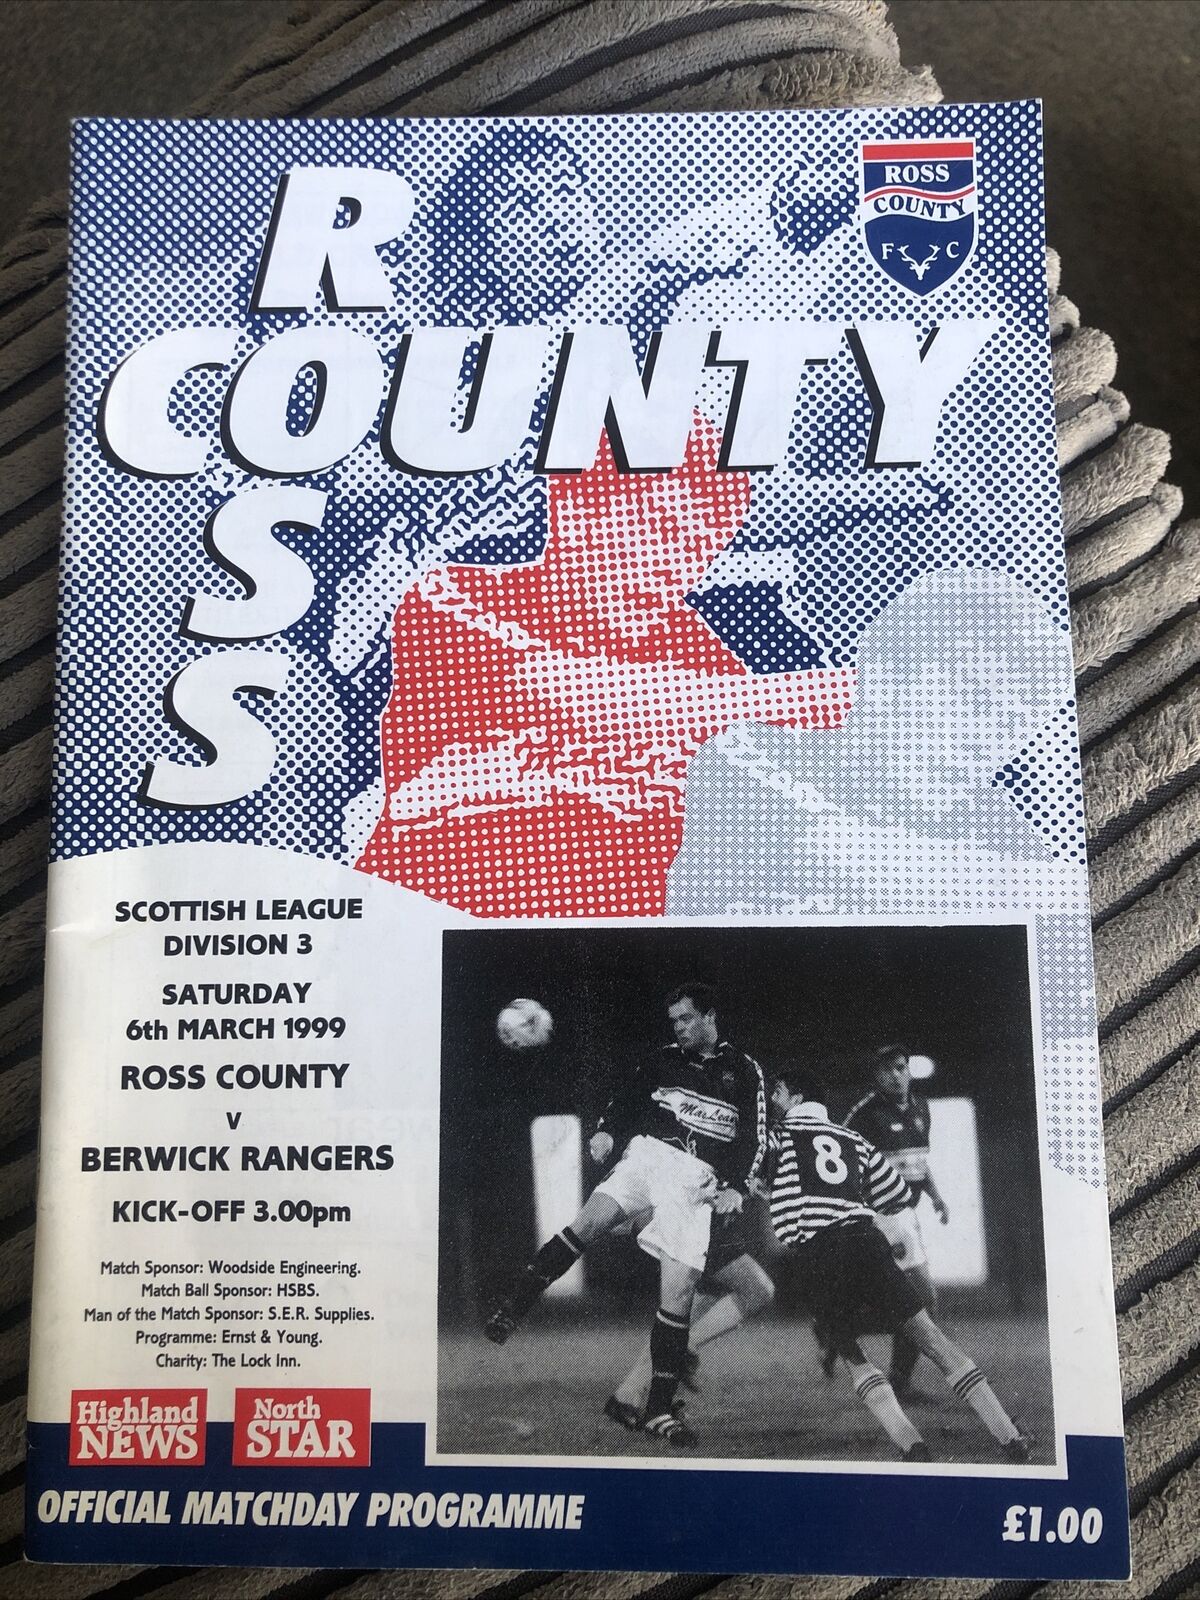 ROSS
COUNTY
ROSS
COUNTY
F C
SCOTTISH LEAGUE
DIVISION 3
SATURDAY
6th MARCH 1999
ROSS COUNTY
v
BERWICK RANGERS
KICK-OFF 3.00pm
Match Sponsor: Woodside Engineering.
Match Ball Sponsor: HSBS.
Man of the Match Sponsor: S.E.R. Supplies.
Programme: Ernst & Young.
Charity: The Lock Inn.
MacLean
8
Highland
NEWS
North
STAR
OFFICIAL MATCHDAY PROGRAMME
£1.00